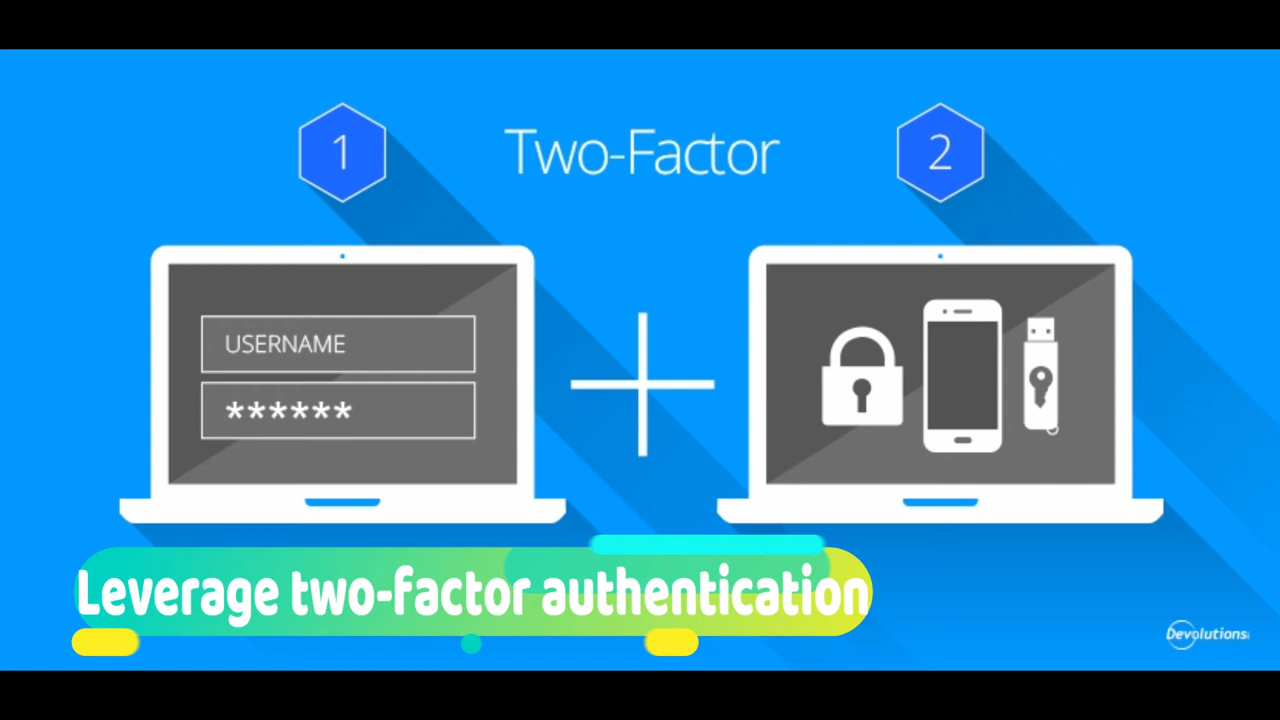 1
Two-Factor
2
USERNAME
******
Leverage two-factor authentication
Devolutions